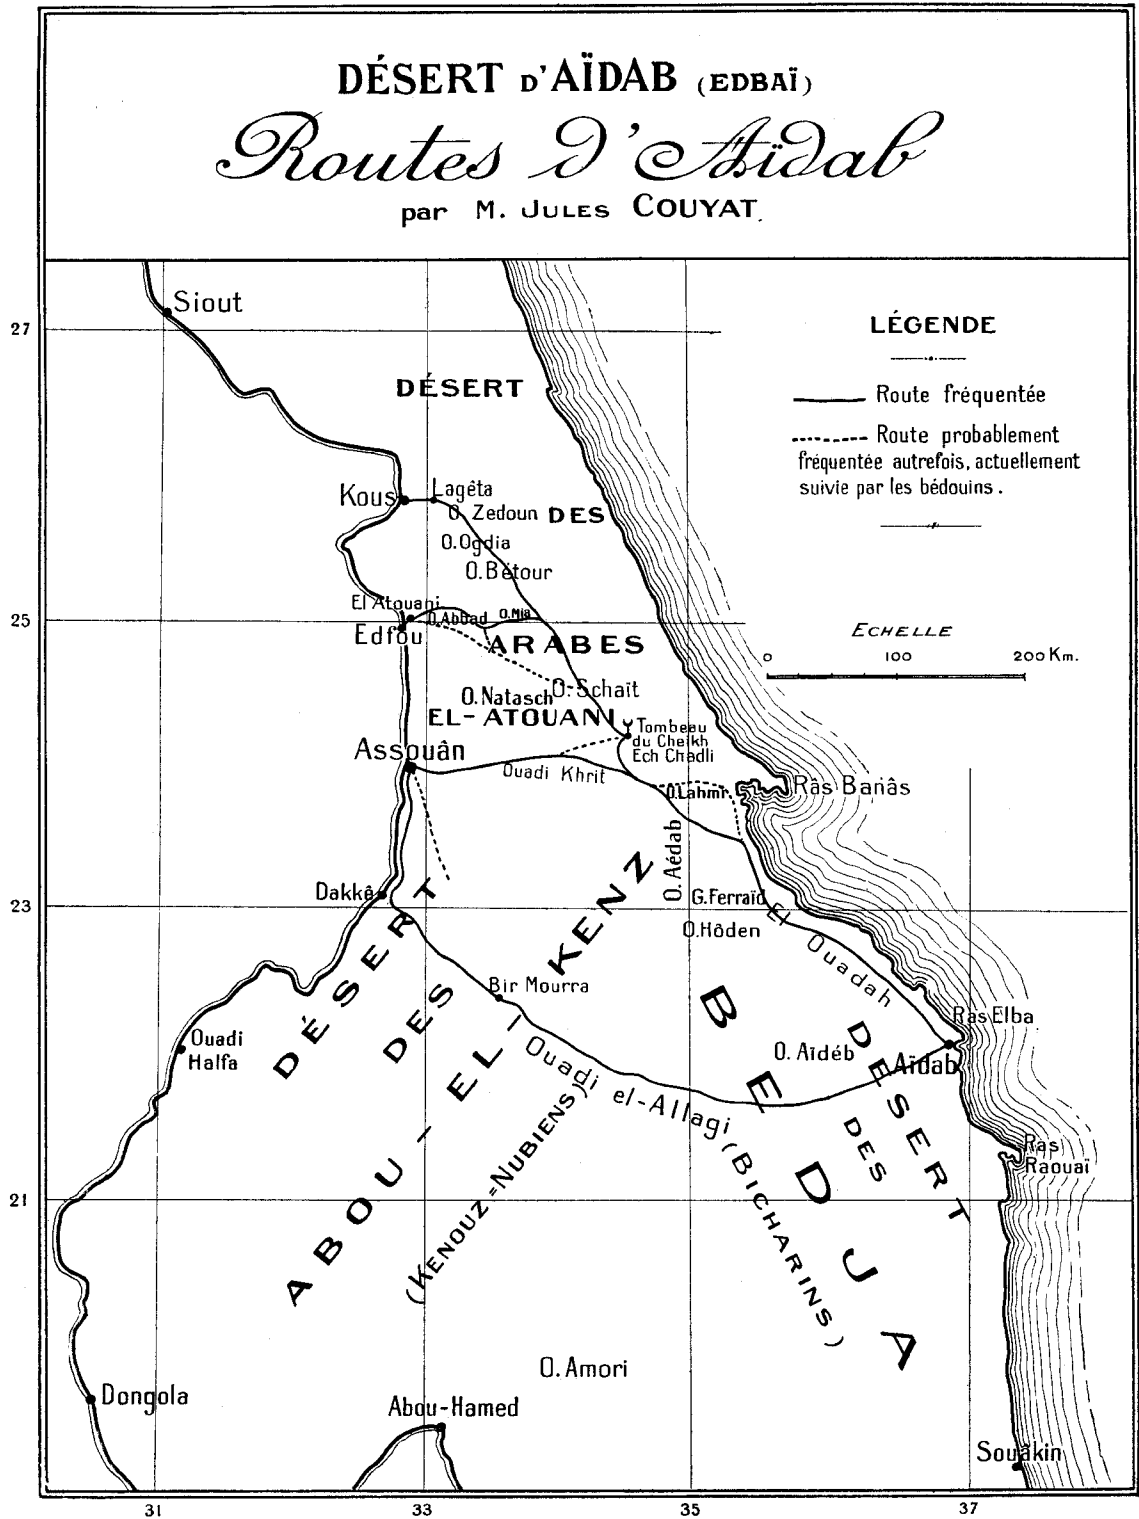 DÉSERT D'AÏDAB (EDBAÏ)
Routes d'Aïdab
par M. JULES COUYAT.
LÉGENDE
Route fréquentée
Route probablement
fréquentée autrefois, actuellement
suivie par les bédouins.
ECHELLE
0 100 200 Km.
27
25
23
21
31 33 35 37
Siout
DÉSERT
DES
ARABES
EL-ATOUANI
Kous
Lagêta
O. Zedoun
O. Ogdia
O. Bétour
El Atouani
O. Abbad
O. Mia
Edfou
O. Natasch
O. Schaït
Tombeau
du Cheikh
Ech Chadli
Assouân
Ouadi Khrit
O. Lahmi
Râs Banâs
O. Aédab
Dakkê
G. Ferraïd
O. Hôden
El Ouadah
Bir Mourra
Ras Elba
Ouadi
Halfa
O. Aïdéb
Aïdab
Ouadi el-Allagi
DÉSERT
DES
ABOU-EL-KENZ
(KENOUZ=NUBIENS)
DÉSERT
DES
BEDJA
(BICHARINS)
Ras
Raouaï
O. Amori
Dongola
Abou-Hamed
Souâkin